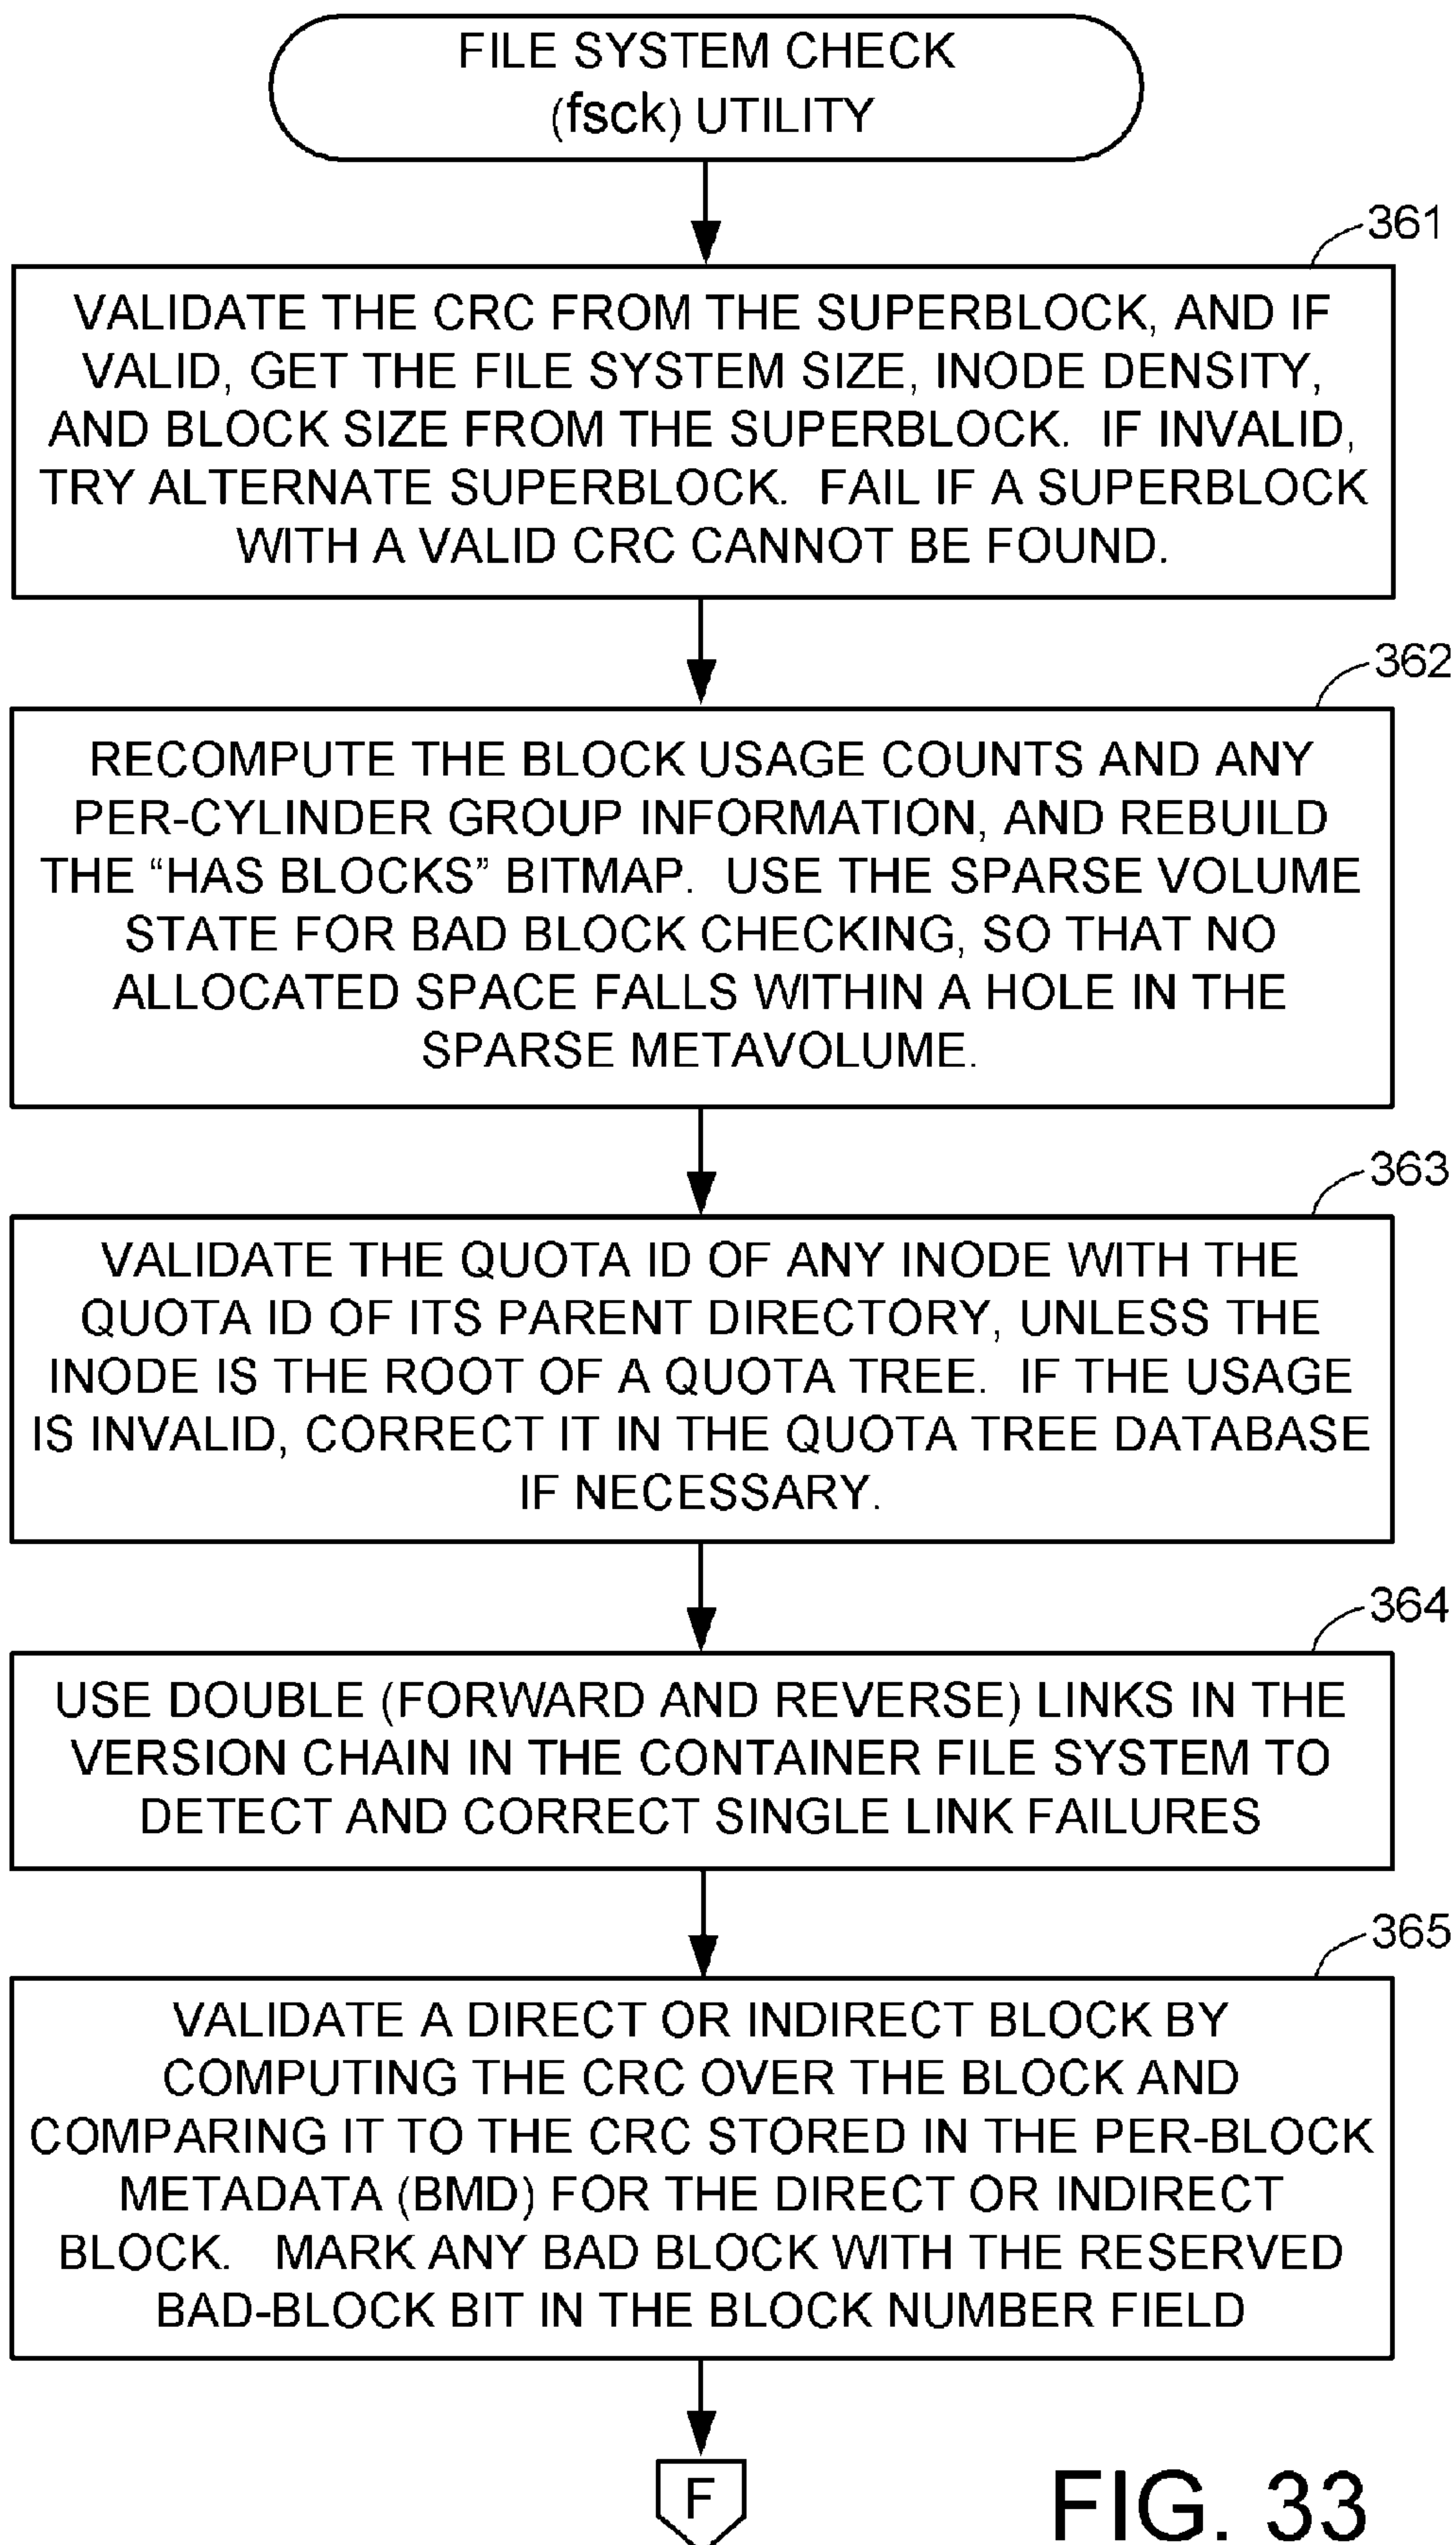 FILE SYSTEM CHECK
(fsck) UTILITY
361
VALIDATE THE CRC FROM THE SUPERBLOCK, AND IF
VALID, GET THE FILE SYSTEM SIZE, INODE DENSITY,
AND BLOCK SIZE FROM THE SUPERBLOCK. IF INVALID,
TRY ALTERNATE SUPERBLOCK. FAIL IF A SUPERBLOCK
WITH A VALID CRC CANNOT BE FOUND.
362
RECOMPUTE THE BLOCK USAGE COUNTS AND ANY
PER-CYLINDER GROUP INFORMATION, AND REBUILD
THE “HAS BLOCKS” BITMAP. USE THE SPARSE VOLUME
STATE FOR BAD BLOCK CHECKING, SO THAT NO
ALLOCATED SPACE FALLS WITHIN A HOLE IN THE
SPARSE METAVOLUME.
363
VALIDATE THE QUOTA ID OF ANY INODE WITH THE
QUOTA ID OF ITS PARENT DIRECTORY, UNLESS THE
INODE IS THE ROOT OF A QUOTA TREE. IF THE USAGE
IS INVALID, CORRECT IT IN THE QUOTA TREE DATABASE
IF NECESSARY.
364
USE DOUBLE (FORWARD AND REVERSE) LINKS IN THE
VERSION CHAIN IN THE CONTAINER FILE SYSTEM TO
DETECT AND CORRECT SINGLE LINK FAILURES
365
VALIDATE A DIRECT OR INDIRECT BLOCK BY
COMPUTING THE CRC OVER THE BLOCK AND
COMPARING IT TO THE CRC STORED IN THE PER-BLOCK
METADATA (BMD) FOR THE DIRECT OR INDIRECT
BLOCK. MARK ANY BAD BLOCK WITH THE RESERVED
BAD-BLOCK BIT IN THE BLOCK NUMBER FIELD
F
FIG. 33